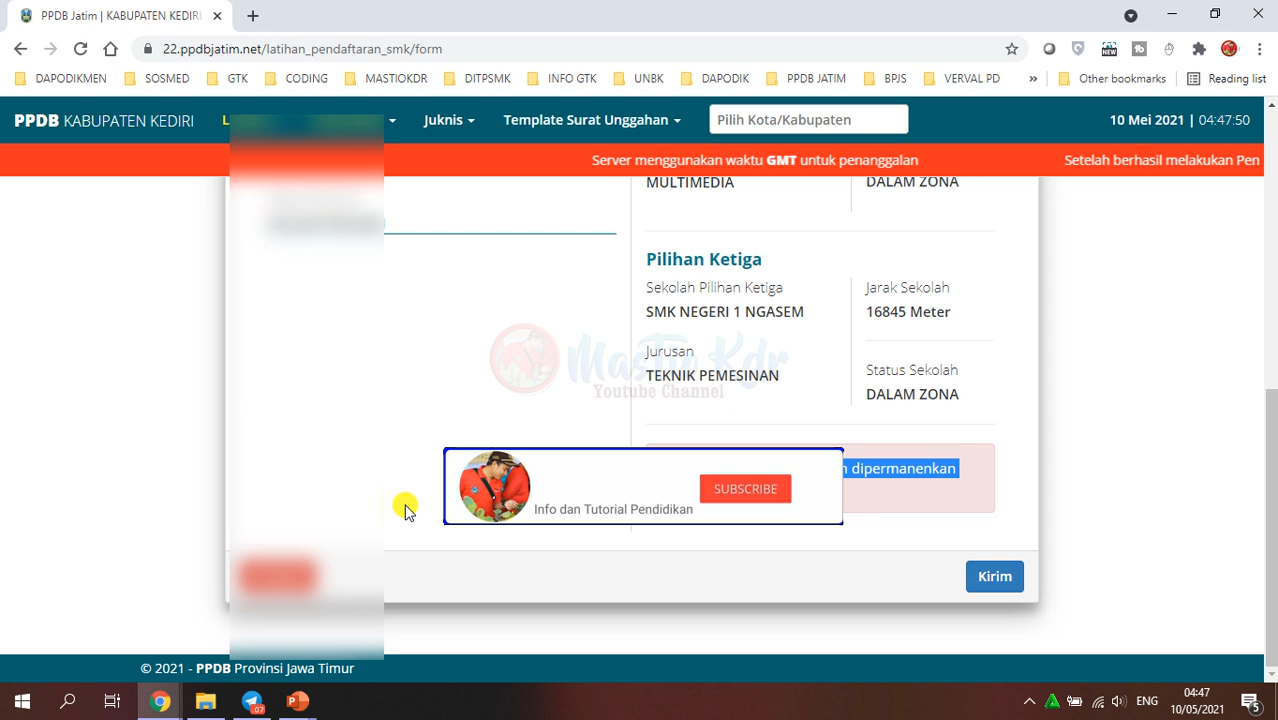 PPDB Jatim | KABUPATEN KEDIRI
22.ppdbjatim.net/latihan_pendaftaran_smk/form
DAPODIKMEN SOSMED GTK CODING MASTIOKDR DITPSMK INFO GTK UNBK DAPODIK PPDB JATIM BPJS VERVAL PD » Other bookmarks Reading list
PPDB KABUPATEN KEDIRI Juknis Template Surat Unggahan Pilih Kota/Kabupaten 10 Mei 2021 | 04:47:50
Server menggunakan waktu GMT untuk penanggalan Setelah berhasil melakukan Pen
MULTIMEDIA DALAM ZONA
Pilihan Ketiga
Sekolah Pilihan Ketiga Jarak Sekolah
SMK NEGERI 1 NGASEM 16845 Meter
Mastio Kdr
Jurusan
Status Sekolah
TEKNIK PEMESINAN
Youtube Channel
DALAM ZONA
dipermanenkan
SUBSCRIBE
Info dan Tutorial Pendidikan
Kirim
© 2021 - PPDB Provinsi Jawa Timur
07 ENG 04:47
10/05/2021 5